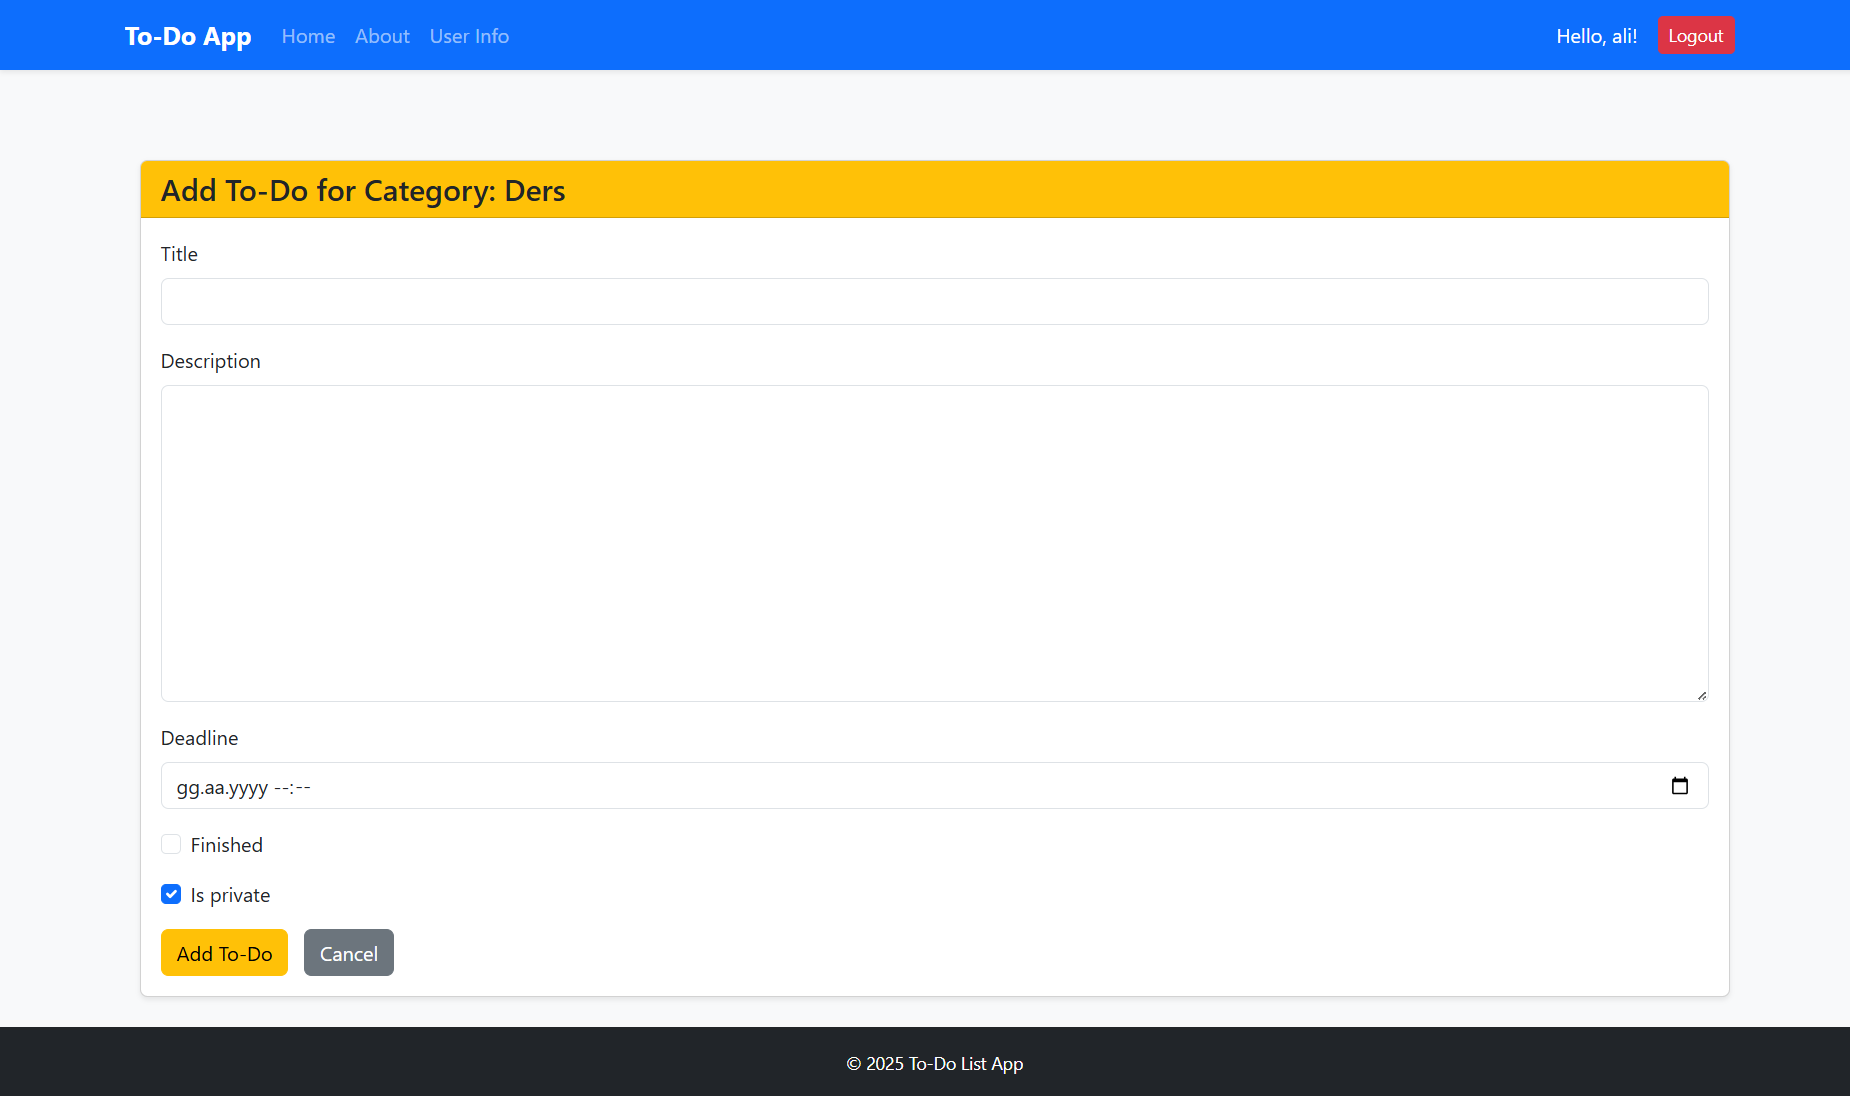 To-Do App Home About User Info Hello, ali! Logout
Add To-Do for Category: Ders
Title
Description
Deadline
gg.aa.yyyy --:--
Finished
Is private
Add To-Do Cancel
© 2025 To-Do List App